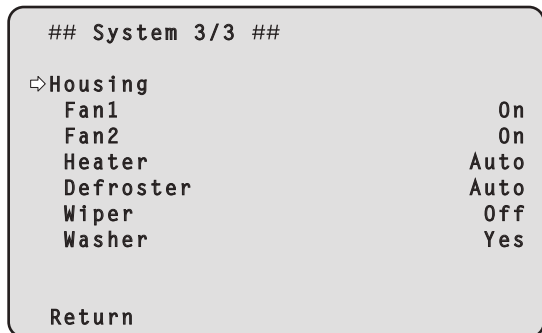 ## System 3/3 ##
⇨Housing
Fan1 On
Fan2 On
Heater Auto
Defroster Auto
Wiper Off
Washer Yes
Return